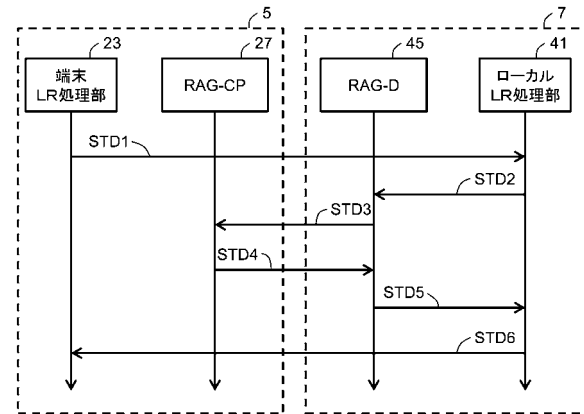 5
7
23
27
45
41
端末
LR処理部
RAG-CP
RAG-D
ローカル
LR処理部
STD1
STD2
STD3
STD4
STD5
STD6